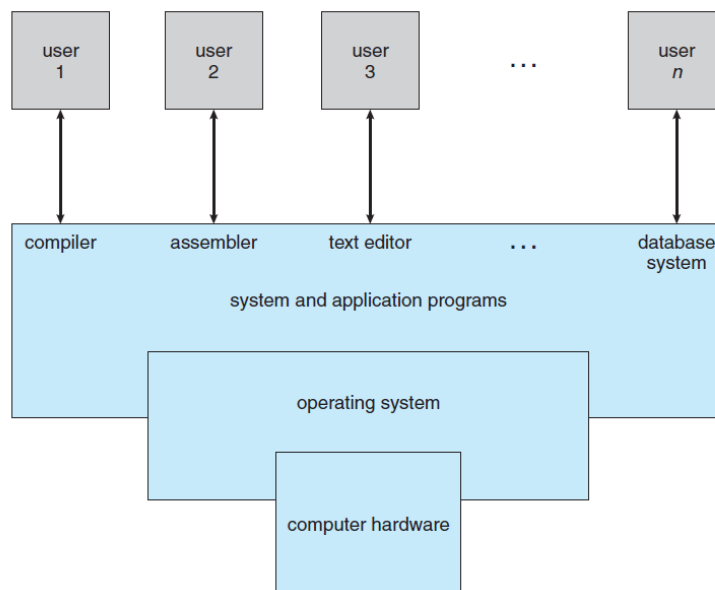 user
1
user
2
user
3
...
user
n
compiler
assembler
text editor
...
database
system
system and application programs
operating system
computer hardware